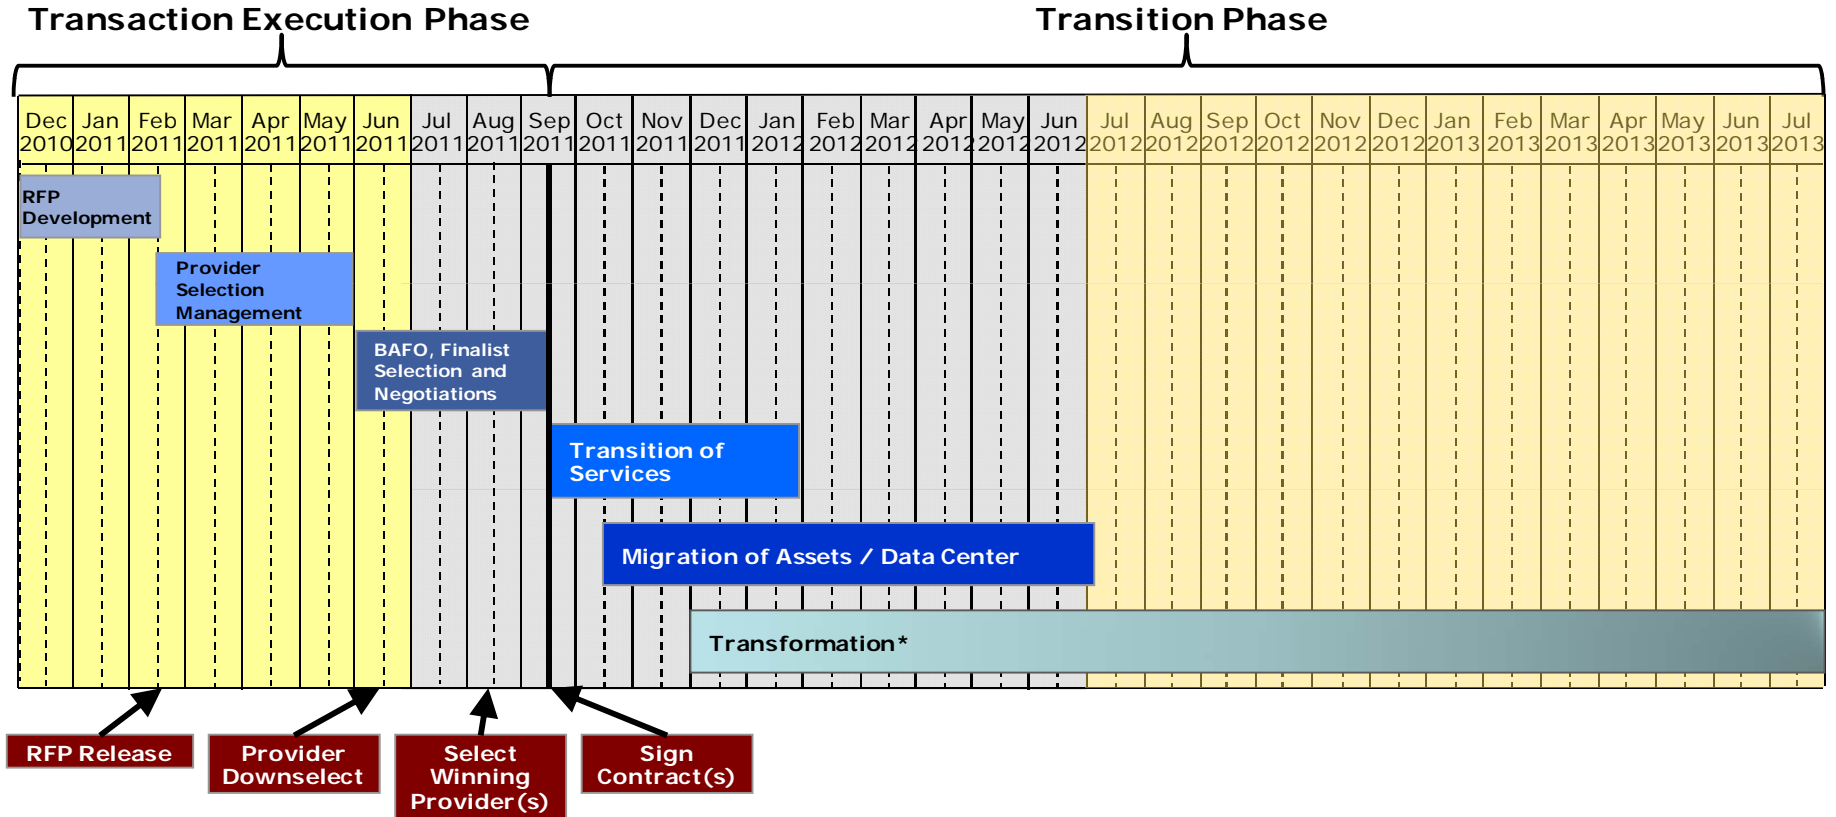 Transaction Execution Phase
Transition Phase
Dec Jan Feb Mar Apr May Jun Jul Aug Sep Oct Nov Dec Jan Feb Mar Apr May Jun Jul Aug Sep Oct Nov Dec Jan Feb Mar Apr May Jun Jul
2010 2011 2011 2011 2011 2011 2011 2011 2011 2011 2011 2011 2011 2012 2012 2012 2012 2012 2012 2012 2012 2012 2012 2012 2012 2013 2013 2013 2013 2013 2013 2013
RFP
Development
Provider
Selection
Management
BAFO, Finalist
Selection and
Negotiations
Transition of
Services
Migration of Assets / Data Center
Transformation*
RFP Release
Provider
Downselect
Select
Winning
Provider(s)
Sign
Contract(s)